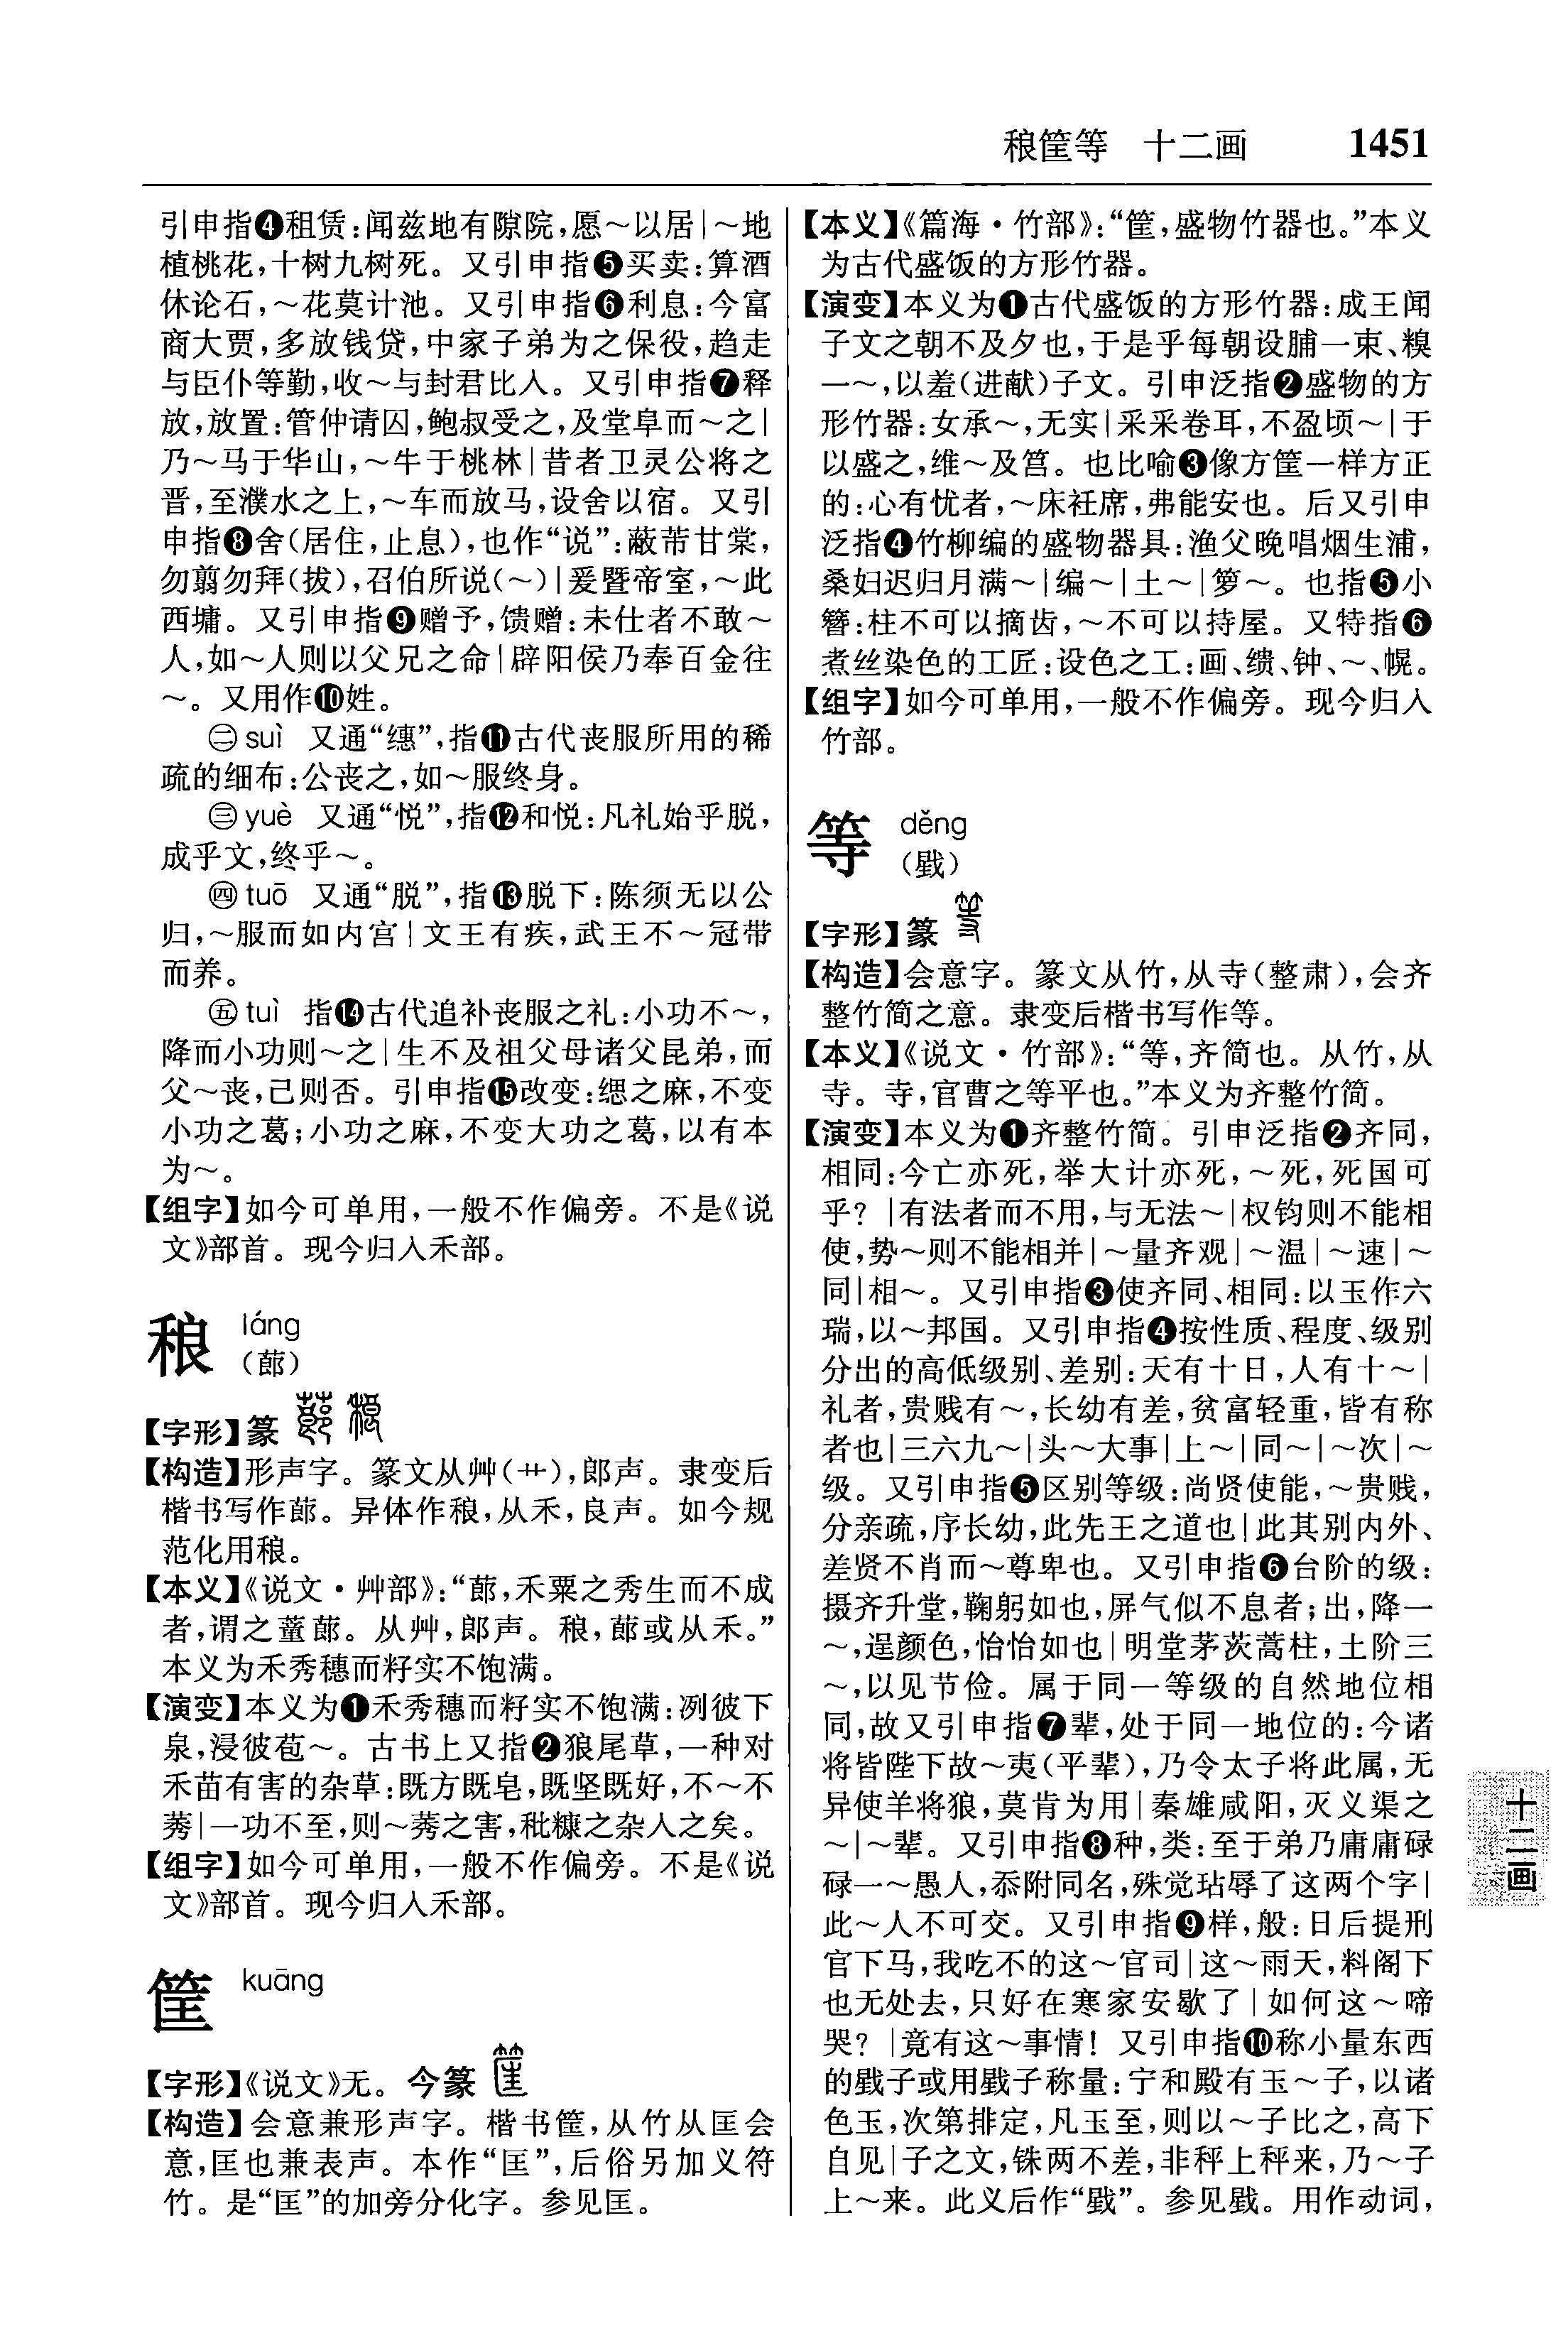 稂筐等　十二画　1451
引申指❹租赁:闻兹地有隙院,愿～以居|～地
植桃花,十树九树死。又引申指❺买卖:算酒
休论石,～花莫计池。又引申指❻利息:今富
商大贾,多放钱贷,中家子弟为之保役,趋走
与臣仆等勤,收～与封君比人。又引申指❼释
放,放置:管仲请囚,鲍叔受之,及堂阜而～之|
乃～马于华山,～牛于桃林|昔者卫灵公将之
晋,至濮水之上,～车而放马,设舍以宿。又引
申指❽舍(居住,止息),也作“说”:蔽芾甘棠,
勿翦勿拜(拔),召伯所说(～)|爰暨帝室,～此
西墉。又引申指❾赠予,馈赠:未仕者不敢～
人,如～人则以父兄之命|辟阳侯乃奉百金往
～。又用作❿姓。
㊁suì 又通“繐”,指⓫古代丧服所用的稀
疏的细布:公丧之,如～服终身。
㊂yuè 又通“悦”,指⓬和悦:凡礼始乎脱,
成乎文,终乎～。
㊃tuō 又通“脱”,指⓭脱下:陈须无以公
归,～服而如内宫|文王有疾,武王不～冠带
而养。
㊄tuì 指⓮古代追补丧服之礼:小功不～,
降而小功则～之|生不及祖父母诸父昆弟,而
父～丧,己则否。引申指⓯改变:缌之麻,不变
小功之葛;小功之麻,不变大功之葛,以有本
为～。
【组字】如今可单用,一般不作偏旁。不是《说
文》部首。现今归入禾部。
稂 láng
(蓈)
【字形】篆
【构造】形声字。篆文从艸(艹),郎声。隶变后
楷书写作蓈。异体作稂,从禾,良声。如今规
范化用稂。
【本义】《说文·艸部》:“蓈,禾粟之秀生而不成
者,谓之蕫蓈。从艸,郎声。稂,蓈或从禾。”
本义为禾秀穗而籽实不饱满。
【演变】本义为❶禾秀穗而籽实不饱满:冽彼下
泉,浸彼苞～。古书上又指❷狼尾草,一种对
禾苗有害的杂草:既方既皂,既坚既好,不～不
莠|一功不至,则～莠之害,秕糠之杂入之矣。
【组字】如今可单用,一般不作偏旁。不是《说
文》部首。现今归入禾部。
筐 kuāng
【字形】《说文》无。今篆
【构造】会意兼形声字。楷书筐,从竹从匡会
意,匡也兼表声。本作“匡”,后俗另加义符
竹。是“匡”的加旁分化字。参见匡。
【本义】《篇海·竹部》:“筐,盛物竹器也。”本义
为古代盛饭的方形竹器。
【演变】本义为❶古代盛饭的方形竹器:成王闻
子文之朝不及夕也,于是乎每朝设脯一束、糗
一～,以羞(进献)子文。引申泛指❷盛物的方
形竹器:女承～,无实|采采卷耳,不盈顷～|于
以盛之,维～及筥。也比喻❸像方筐一样方正
的:心有忧者,～床衽席,弗能安也。后又引申
泛指❹竹柳编的盛物器具:渔父晚唱烟生浦,
桑妇迟归月满～|编～|土～|箩～。也指❺小
簪:柱不可以摘齿,～不可以持屋。又特指❻
煮丝染色的工匠:设色之工:画、缋、钟、～、㡛。
【组字】如今可单用,一般不作偏旁。现今归入
竹部。
等 děng
(戥)
【字形】篆
【构造】会意字。篆文从竹,从寺(整肃),会齐
整竹简之意。隶变后楷书写作等。
【本义】《说文·竹部》:“等,齐简也。从竹,从
寺。寺,官曹之等平也。”本义为齐整竹简。
【演变】本义为❶齐整竹简。引申泛指❷齐同,
相同:今亡亦死,举大计亦死,～死,死国可
乎?|有法者而不用,与无法～|权钧则不能相
使,势～则不能相并|～量齐观|～温|～速|～
同|相～。又引申指❸使齐同、相同:以玉作六
瑞,以～邦国。又引申指❹按性质、程度、级别
分出的高低级别、差别:天有十日,人有十～|
礼者,贵贱有～,长幼有差,贫富轻重,皆有称
者也|三六九～|头～大事|上～|同～|～次|～
级。又引申指❺区别等级:尚贤使能,～贵贱,
分亲疏,序长幼,此先王之道也|此其别内外、
差贤不肖而～尊卑也。又引申指❻台阶的级:
摄齐升堂,鞠躬如也,屏气似不息者;出,降一
～,逞颜色,怡怡如也|明堂茅茨蒿柱,土阶三
～,以见节俭。属于同一等级的自然地位相
同,故又引申指❼辈,处于同一地位的:今诸
将皆陛下故～夷(平辈),乃令太子将此属,无
异使羊将狼,莫肯为用|秦雄咸阳,灭义渠之
～|～辈。又引申指❽种,类:至于弟乃庸庸碌
碌一～愚人,忝附同名,殊觉玷辱了这两个字|
此～人不可交。又引申指❾样,般:日后提刑
官下马,我吃不的这～官司|这～雨天,料阁下
也无处去,只好在寒家安歇了|如何这～啼
哭?|竟有这～事情!又引申指❿称小量东西
的戥子或用戥子称量:宁和殿有玉～子,以诸
色玉,次第排定,凡玉至,则以～子比之,高下
自见|子之文,铢两不差,非秤上秤来,乃～子
上～来。此义后作“戥”。参见戥。用作动词,
十二画